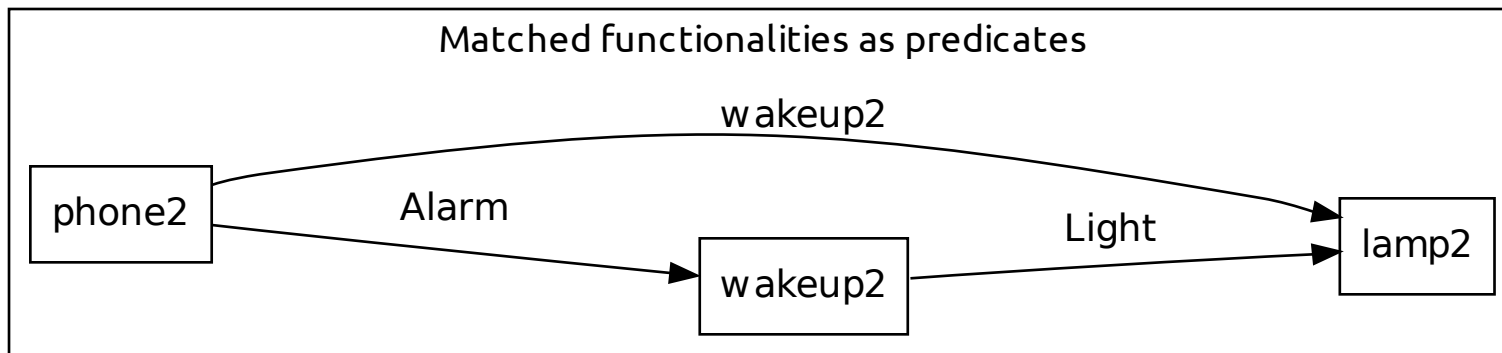 Matched functionalities as predicates
wakeup2
phone2
Alarm
wakeup2
Light
lamp2